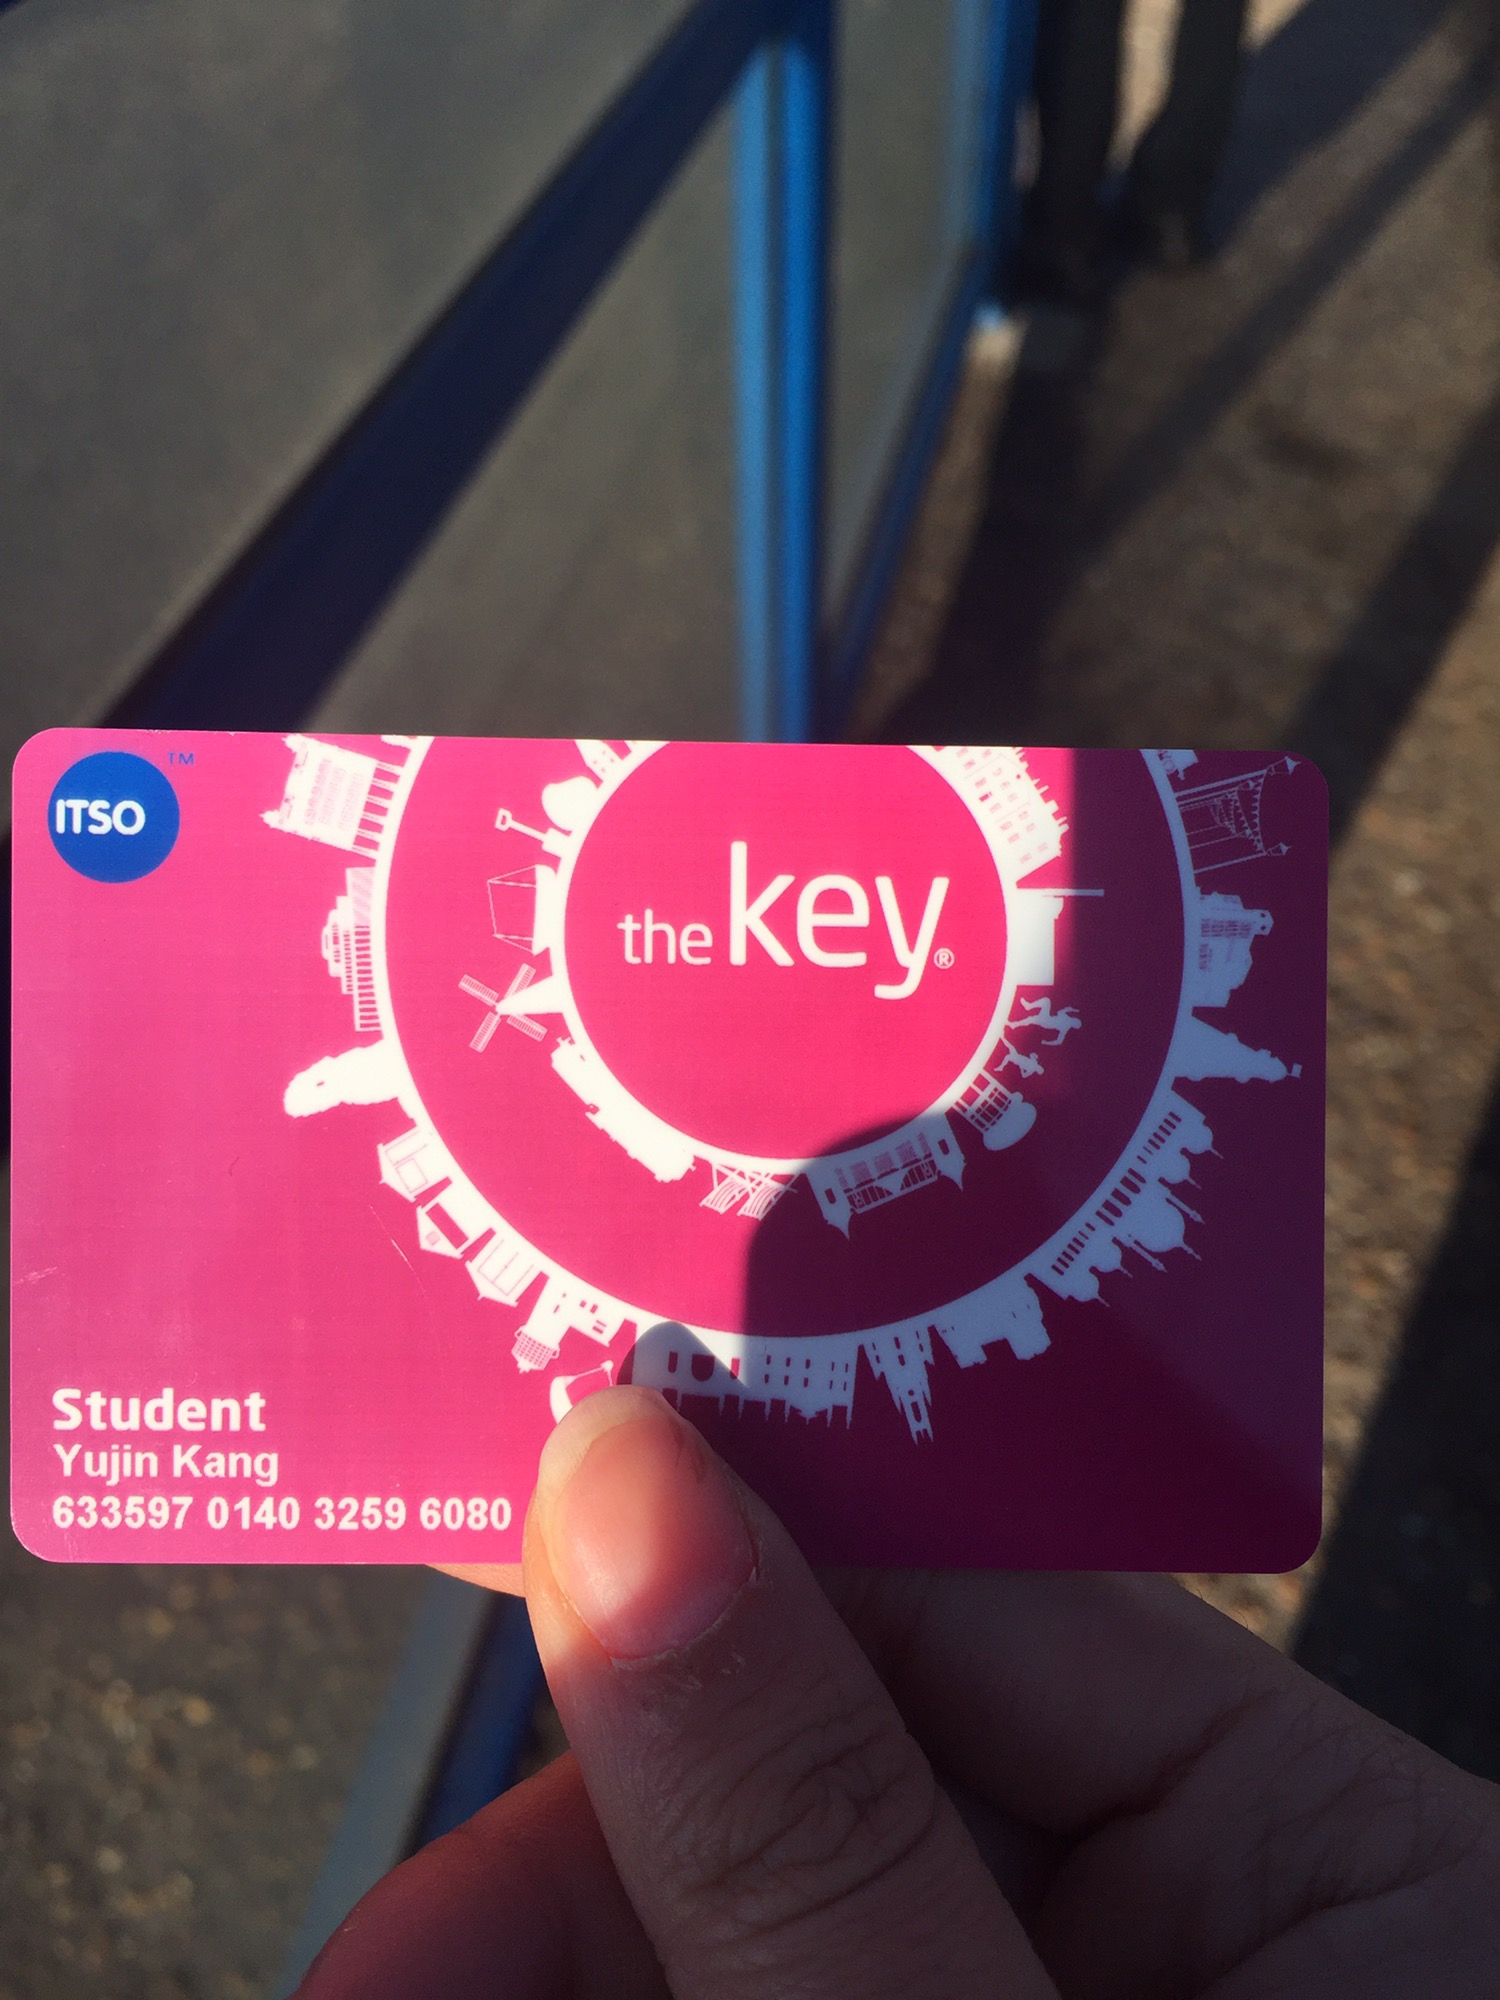 ITSO ™
the key®
Student
Yujin Kang
633597 0140 3259 6080